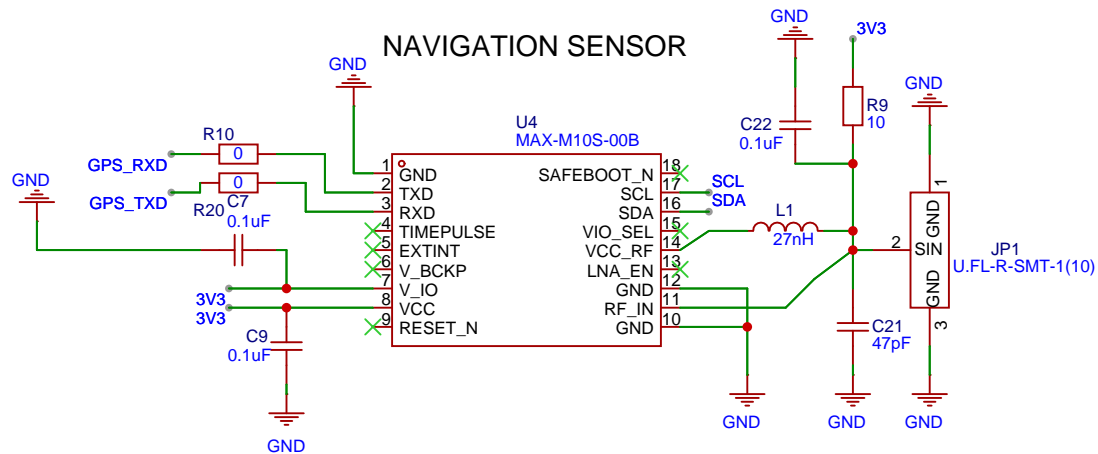 NAVIGATION SENSOR
GND
3V3
GND
GND
R9
10
C22
0.1uF
U4
MAX-M10S-00B
R10
0
GPS_RXD
GND
GPS_TXD
0
R20
C7
0.1uF
1
GND
2
TXD
3
RXD
4
TIMEPULSE
5
EXTINT
6
V_BCKP
7
V_IO
8
VCC
9
RESET_N
18
SAFEBOOT_N
17
SCL
16
SDA
15
VIO_SEL
14
VCC_RF
13
LNA_EN
12
GND
11
RF_IN
10
GND
SCL
SDA
L1
27nH
3V3
3V3
C9
0.1uF
GND
GND
C21
47pF
GND
1
GND
2
SIN
GND
3
JP1
U.FL-R-SMT-1(10)
GND